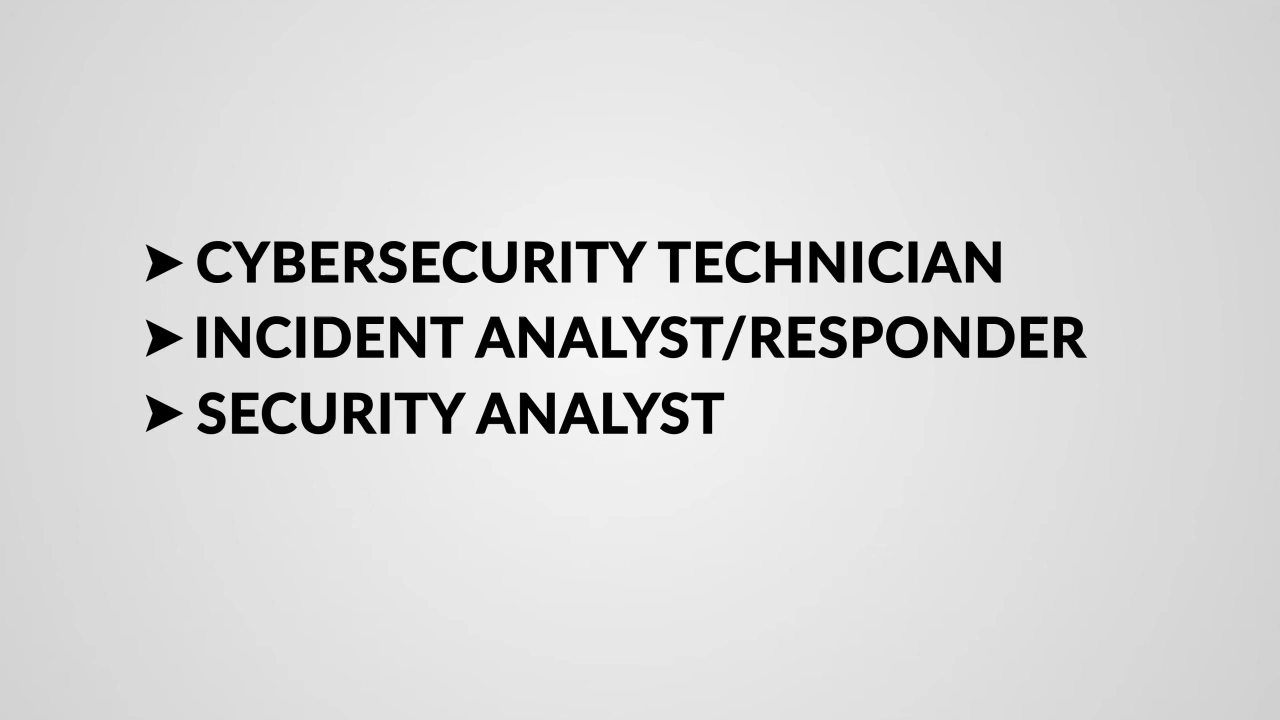 ➤ CYBERSECURITY TECHNICIAN
➤ INCIDENT ANALYST/RESPONDER
➤ SECURITY ANALYST